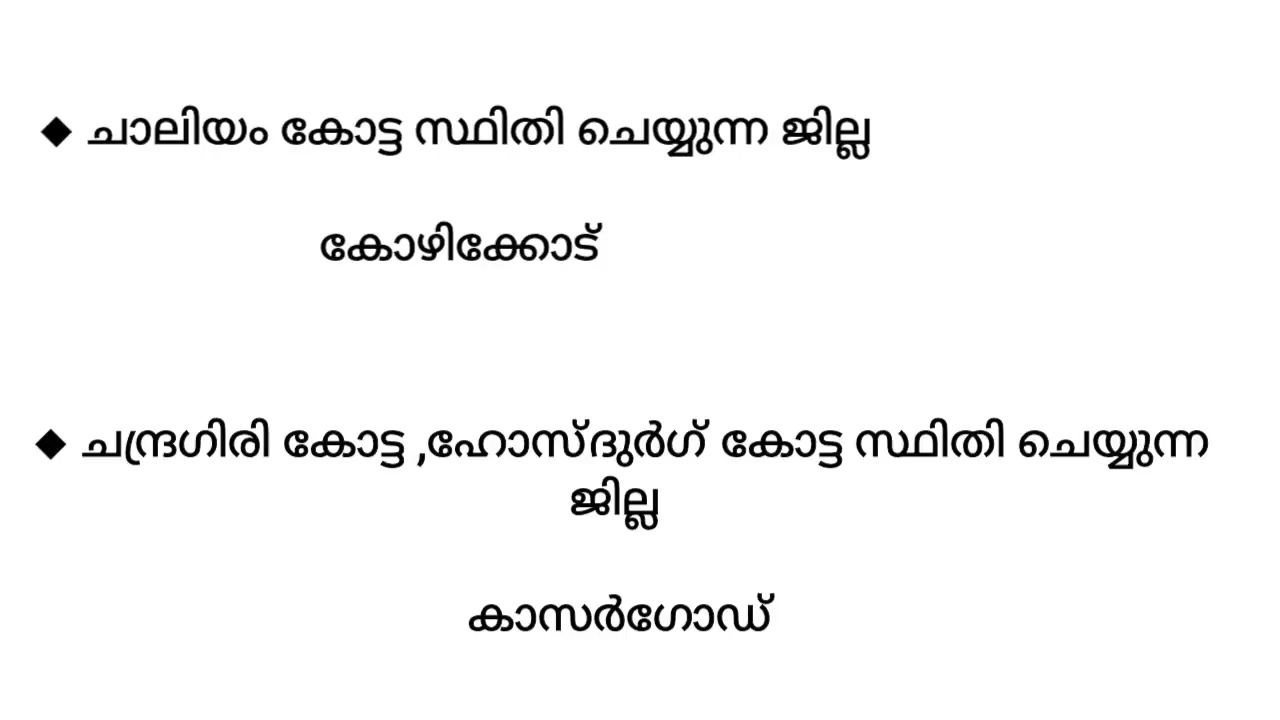 ◆ ചാലിയം കോട്ട സ്ഥിതി ചെയ്യുന്ന ജില്ല
കോഴിക്കോട്
◆ ചന്ദ്രഗിരി കോട്ട ,ഹോസ്ദുർഗ് കോട്ട സ്ഥിതി ചെയ്യുന്ന
ജില്ല
കാസർഗോഡ്